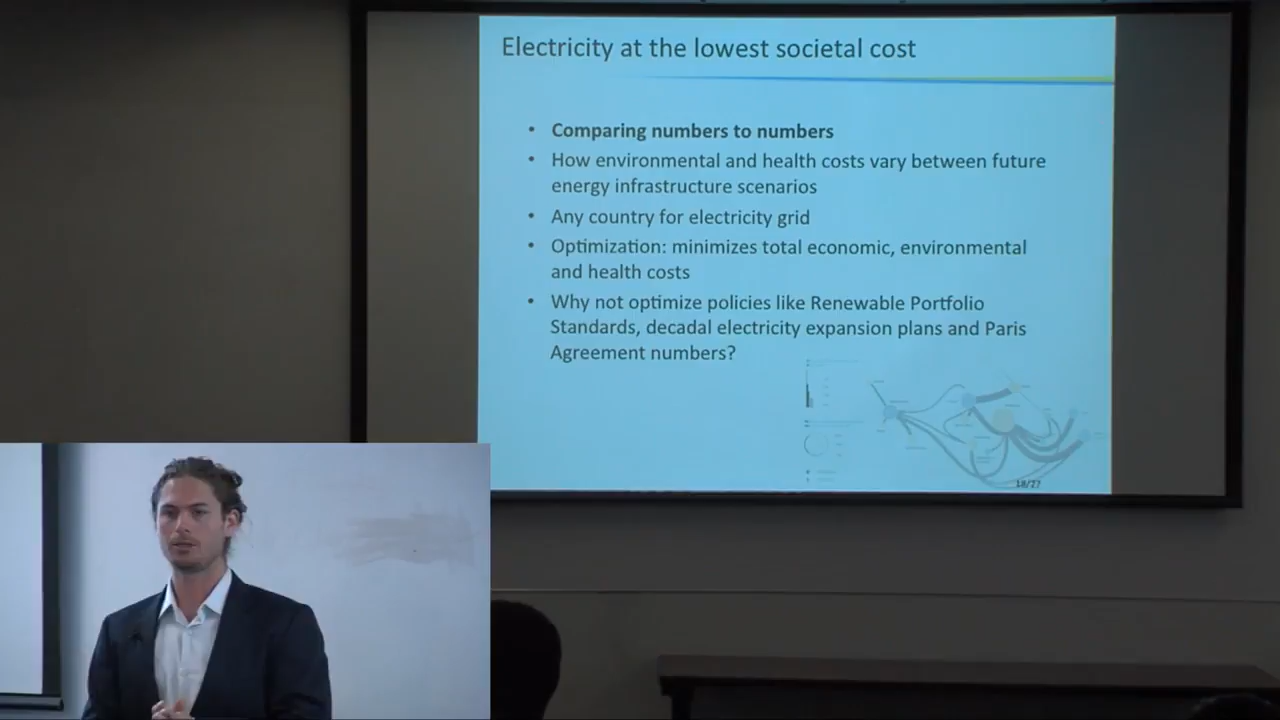 Electricity at the lowest societal cost
• Comparing numbers to numbers
• How environmental and health costs vary between future
energy infrastructure scenarios
• Any country for electricity grid
• Optimization: minimizes total economic, environmental
and health costs
• Why not optimize policies like Renewable Portfolio
Standards, decadal electricity expansion plans and Paris
Agreement numbers?
18/27